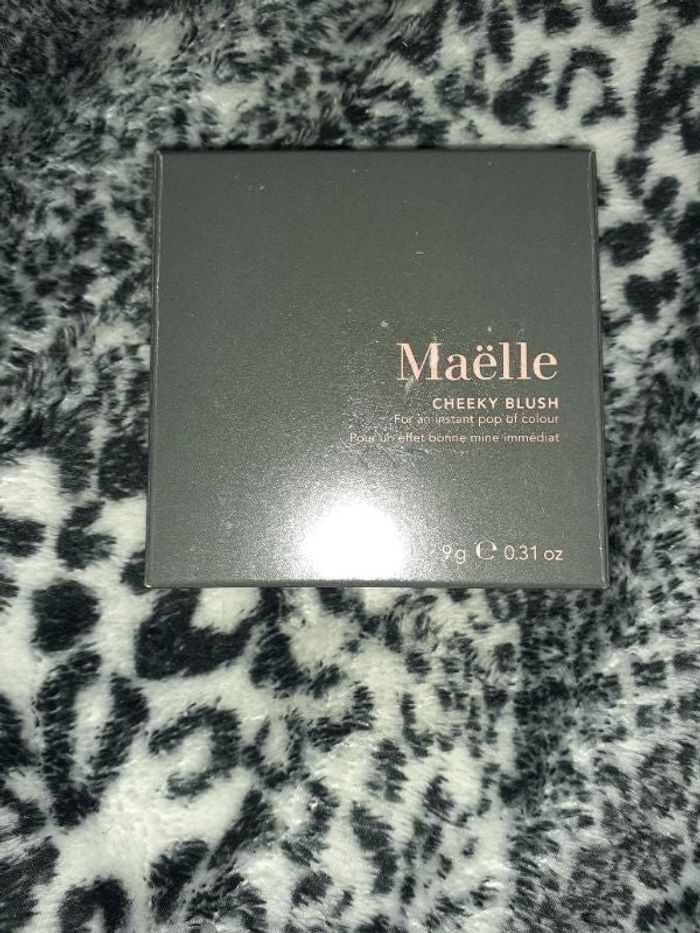 Maëlle
CHEEKY BLUSH
For an instant pop of colour
Pour un effet bonne mine immédiat
9g ℮ 0.31 oz